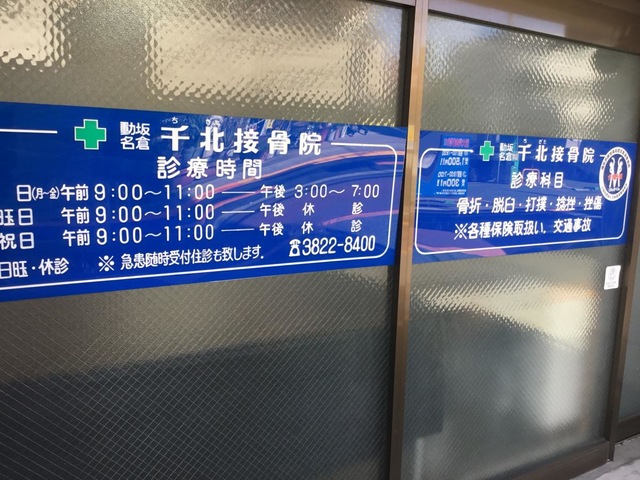 動坂
名倉
千北接骨院
診療時間
日(月〜金)午前 9:00〜11:00 ── 午後 3:00〜7:00
旺日 午前 9:00〜11:00 ── 午後 休 診
祝日 午前 9:00〜11:00 ── 午後 休 診
日旺・休診 ※ 急患随時受付往診も致します。 ☎3822-8400
動坂
名倉
千北接骨院
診療科目
骨折・脱臼・打撲・捻挫・挫傷
※各種保険取扱い、交通事故